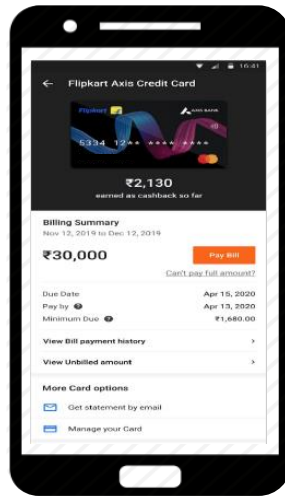 16:41
← Flipkart Axis Credit Card
Flipkart AXIS BANK
5334 12** **** ****
₹2,130
earned as cashback so far
Billing Summary
Nov 12, 2019 to Dec 12, 2019
₹30,000 Pay Bill
Can't pay full amount?
Due Date Apr 15, 2020
Pay by Apr 13, 2020
Minimum Due ₹1,680.00
View Bill payment history
View Unbilled amount
More Card options
Get statement by email
Manage your Card